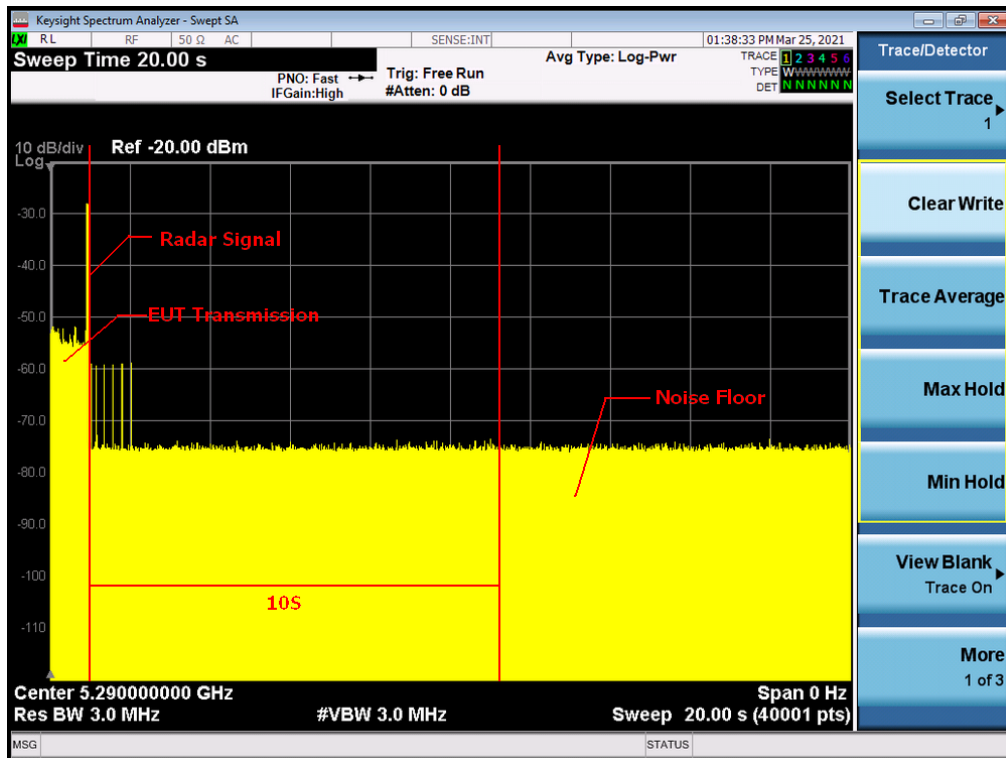 Keysight Spectrum Analyzer - Swept SA
LXI RL RF 50 Ω AC SENSE:INT 01:38:33 PM Mar 25, 2021
Sweep Time 20.00 s
PNO: Fast
IFGain:High
Trig: Free Run
#Atten: 0 dB
Avg Type: Log-Pwr
TRACE 1 2 3 4 5 6
TYPE WWWWWW
DET N N N N N N
10 dB/div Ref -20.00 dBm
Log
-30.0
Radar Signal
-40.0
-50.0
EUT Transmission
-60.0
Noise Floor
-70.0
-80.0
-90.0
-100
10S
-110
Center 5.290000000 GHz Span 0 Hz
Res BW 3.0 MHz #VBW 3.0 MHz Sweep 20.00 s (40001 pts)
MSG STATUS
Trace/Detector
Select Trace
1
Clear Write
Trace Average
Max Hold
Min Hold
View Blank
Trace On
More
1 of 3